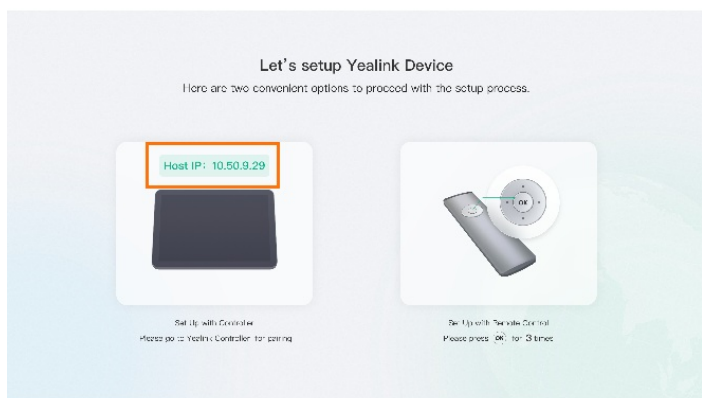 Let's setup Yealink Device
Here are two convenient options to proceed with the setup process.
Host IP: 10.50.9.29
OK
Set Up with Controller
Please go to Yealink Controller for pairing
Set Up with Remote Control
Please press OK for 3 times